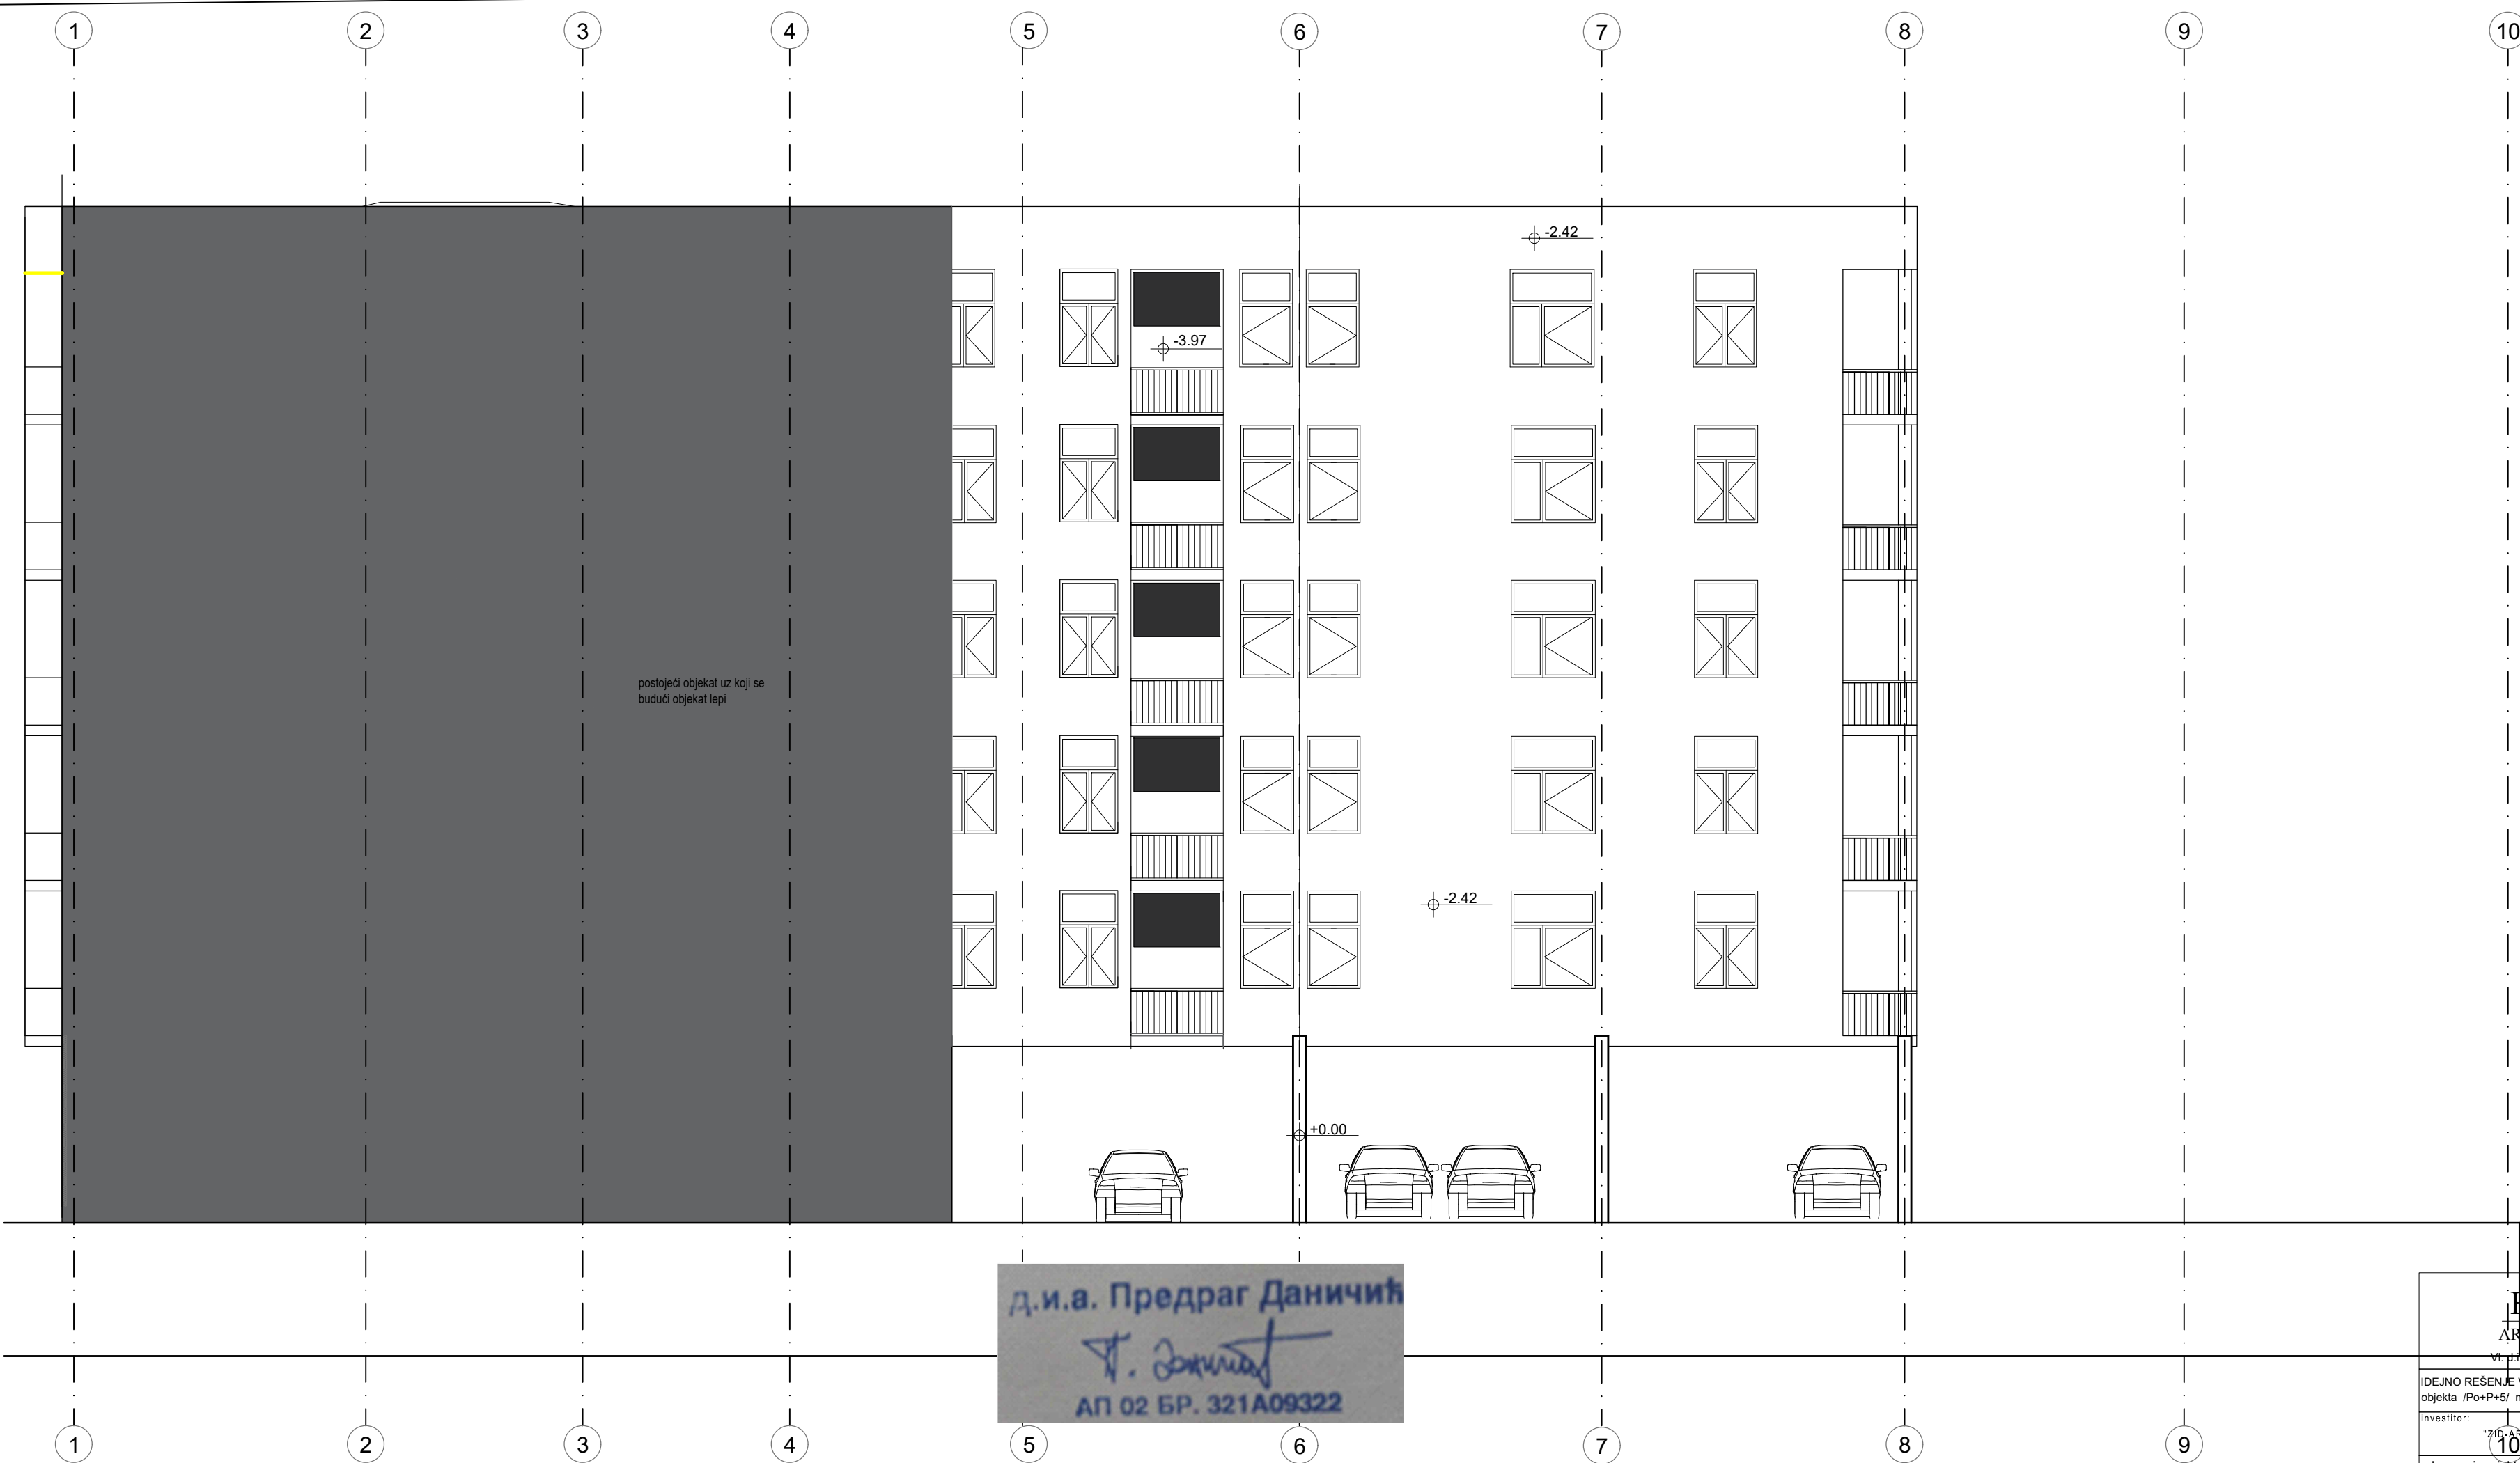 1 2 3 4 5 6 7 8 9 10
-2.42
-3.97
postojeći objekat uz koji se
budući objekat lepi
-2.42
+0.00
д.и.а. Предраг Даничић
АП 02 БР. 321А09322
AR
Vl.
IDEJNO REŠENJE
objekta /Po+P+5/
investitor:
1 2 3 4 5 6 7 8 9 10